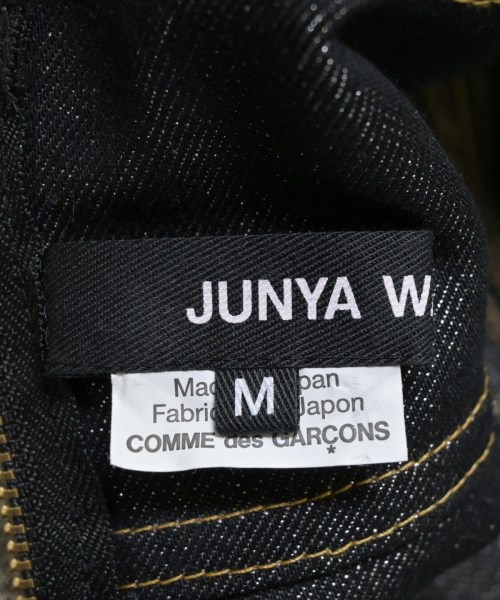 JUNYA W
M
Mad pan
Fabric Japon
COMME des GARÇONS
*